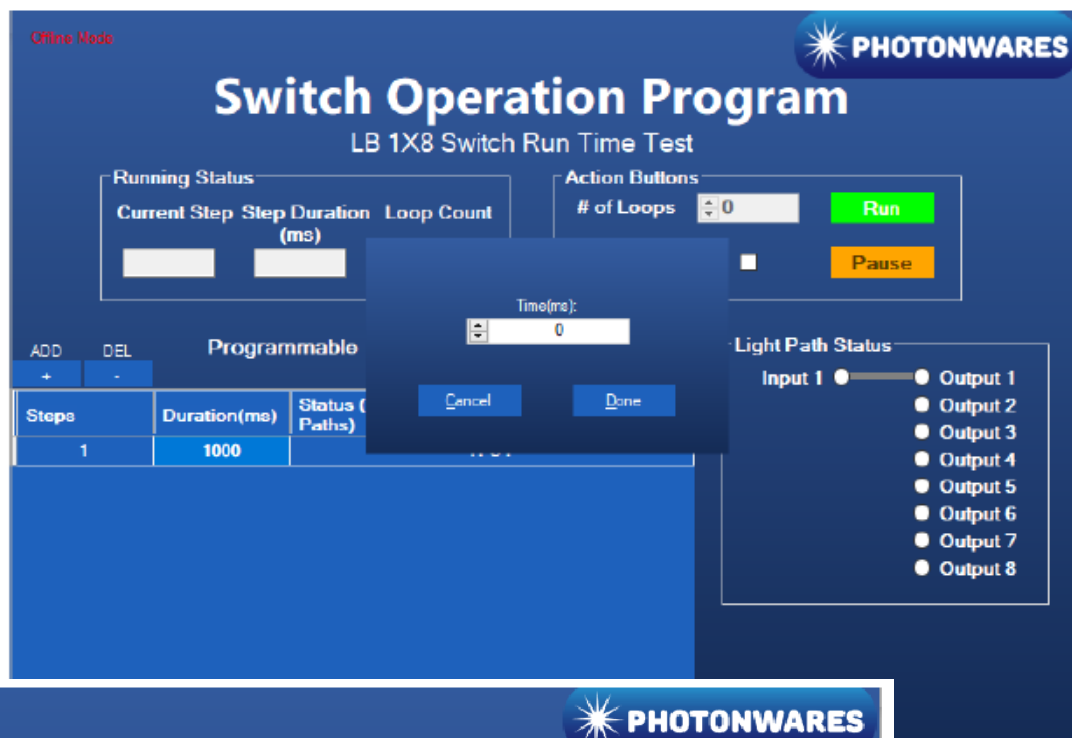 Offline Mode
PHOTONWARES
Switch Operation Program
LB 1X8 Switch Run Time Test
Running Status
Current Step Step Duration (ms) Loop Count
Action Buttons
# of Loops 0 Run
Pause
Time(ms):
0
Cancel Done
ADD DEL
+ -
Programmable
Steps Duration(ms) Status (
Paths)
1 1000
Light Path Status
Input 1 Output 1
Output 2
Output 3
Output 4
Output 5
Output 6
Output 7
Output 8
PHOTONWARES